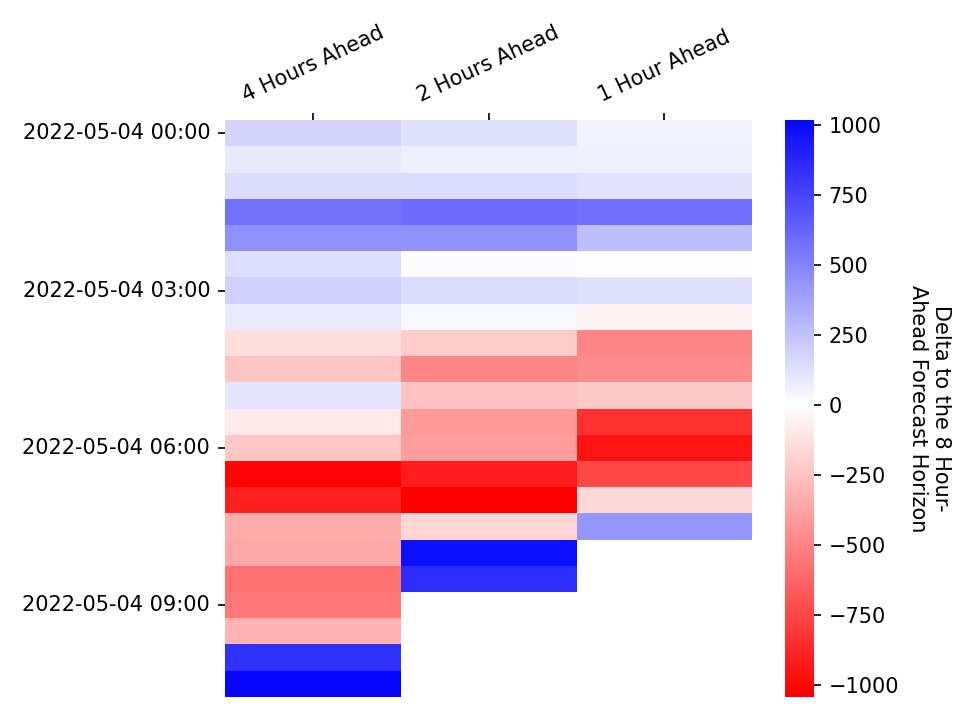 4 Hours Ahead
2 Hours Ahead
1 Hour Ahead
2022-05-04 00:00
2022-05-04 03:00
2022-05-04 06:00
2022-05-04 09:00
1000
750
500
250
0
−250
−500
−750
−1000
Delta to the 8 Hour-
Ahead Forecast Horizon